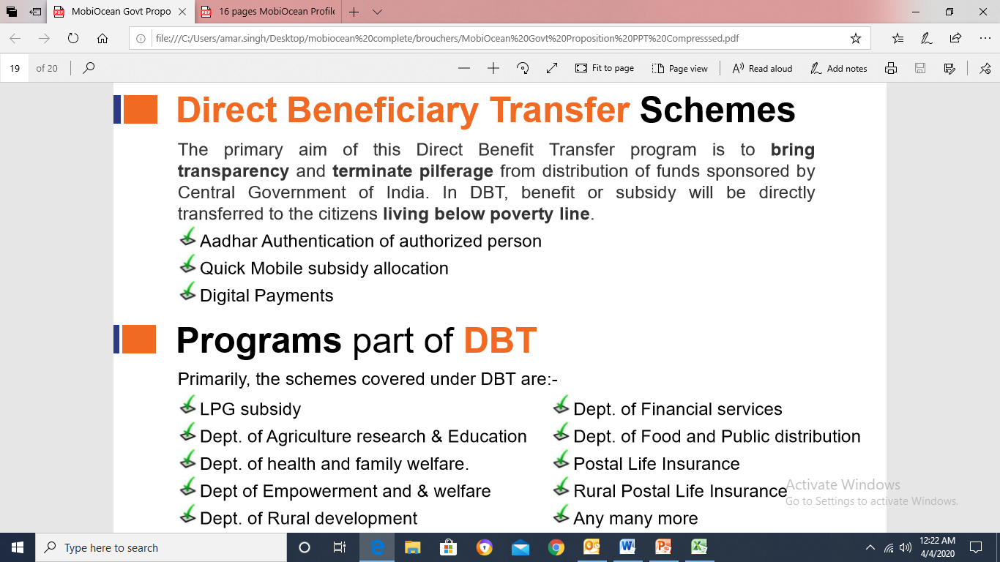 MobiOcean Govt Propo
16 pages MobiOcean Profile
file:///C:/Users/amar.singh/Desktop/mobiocean%20complete/brouchers/MobiOcean%20Govt%20Proposition%20PPT%20Compresssed.pdf
19 of 20
Fit to page
Page view
Read aloud
Add notes
Direct Beneficiary Transfer Schemes
The primary aim of this Direct Benefit Transfer program is to bring
transparency and terminate pilferage from distribution of funds sponsored by
Central Government of India. In DBT, benefit or subsidy will be directly
transferred to the citizens living below poverty line.
Aadhar Authentication of authorized person
Quick Mobile subsidy allocation
Digital Payments
Programs part of DBT
Primarily, the schemes covered under DBT are:-
LPG subsidy
Dept. of Agriculture research & Education
Dept. of health and family welfare.
Dept of Empowerment and & welfare
Dept. of Rural development
Dept. of Financial services
Dept. of Food and Public distribution
Postal Life Insurance
Rural Postal Life Insurance
Any many more
Activate Windows
Go to Settings to activate Windows.
Type here to search
12:22 AM
4/4/2020